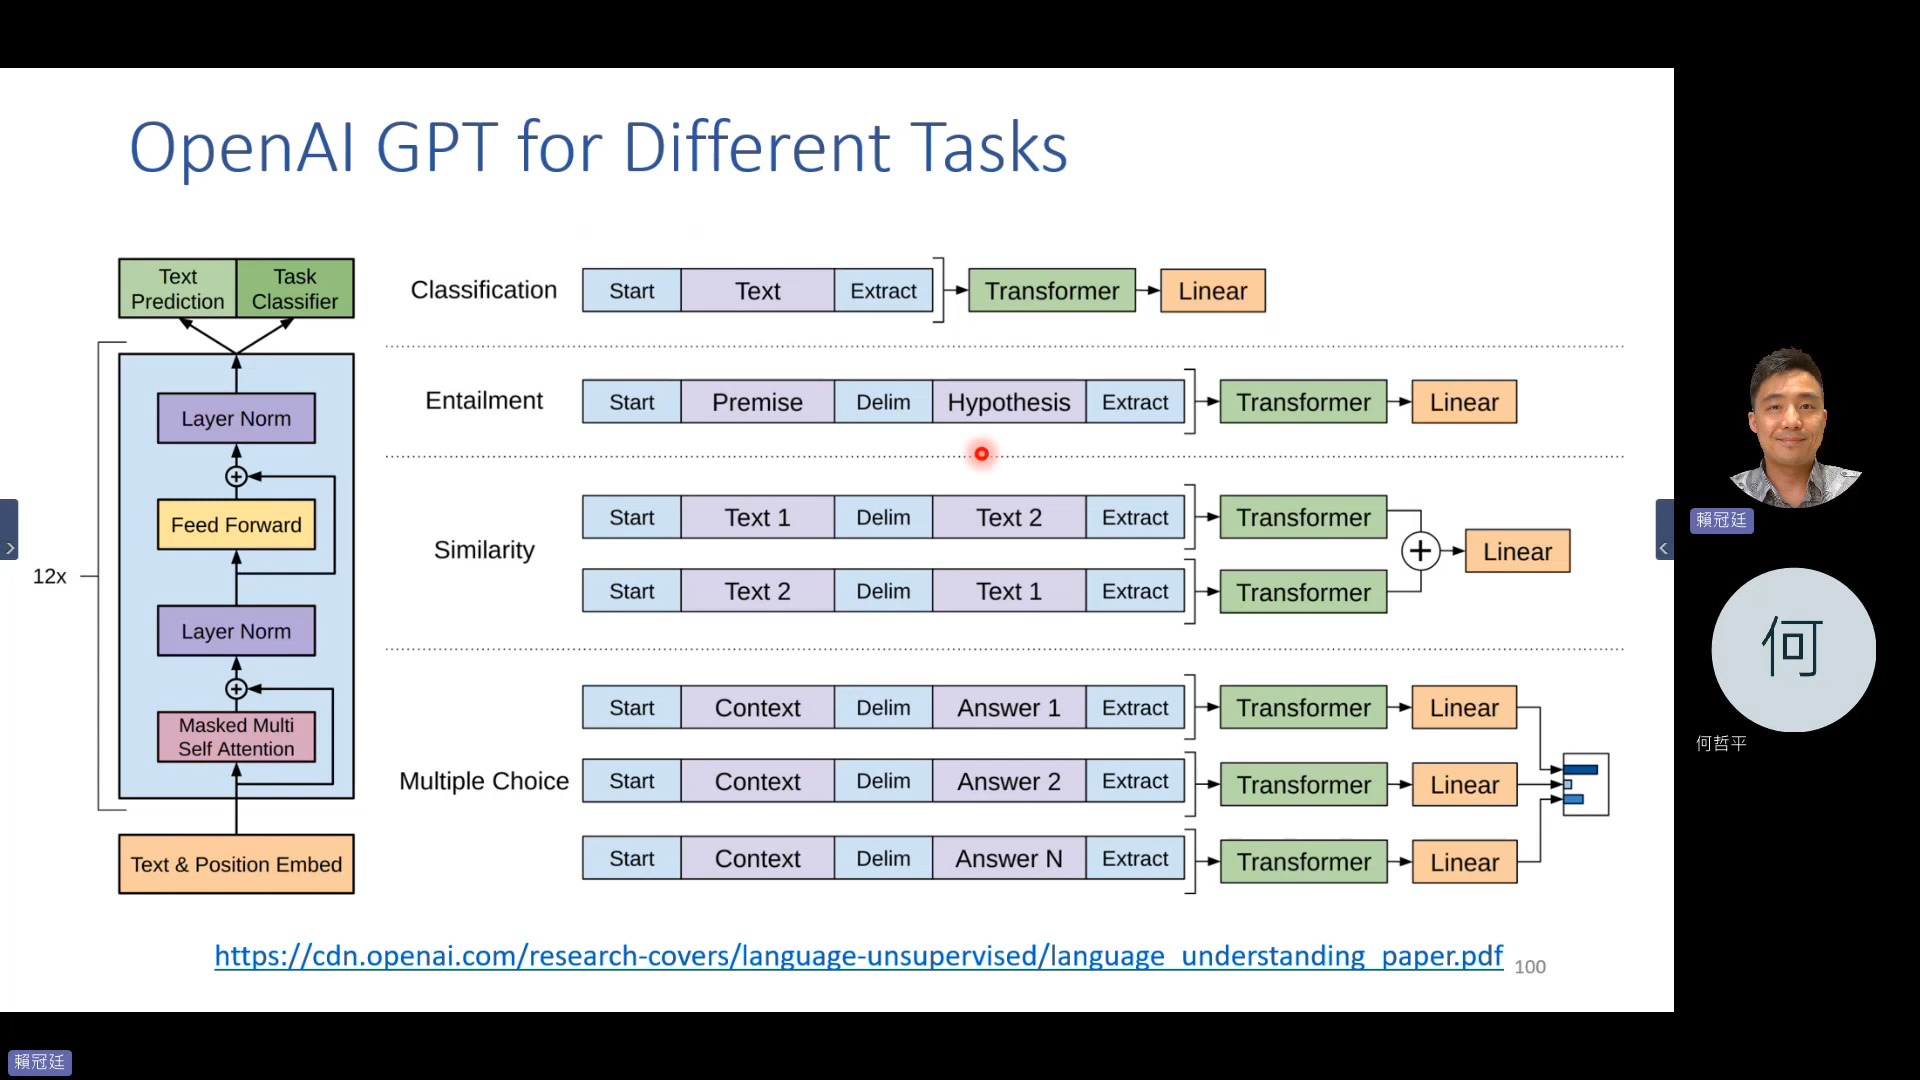 OpenAI GPT for Different Tasks
Text Prediction
Task Classifier
12x
Layer Norm
Feed Forward
Layer Norm
Masked Multi
Self Attention
Text & Position Embed
Classification
Start Text Extract Transformer Linear
Entailment
Start Premise Delim Hypothesis Extract Transformer Linear
Similarity
Start Text 1 Delim Text 2 Extract Transformer
Start Text 2 Delim Text 1 Extract Transformer
Linear
Multiple Choice
Start Context Delim Answer 1 Extract Transformer Linear
Start Context Delim Answer 2 Extract Transformer Linear
Start Context Delim Answer N Extract Transformer Linear
https://cdn.openai.com/research-covers/language-unsupervised/language_understanding_paper.pdf
100
賴冠廷
何
何哲平
賴冠廷